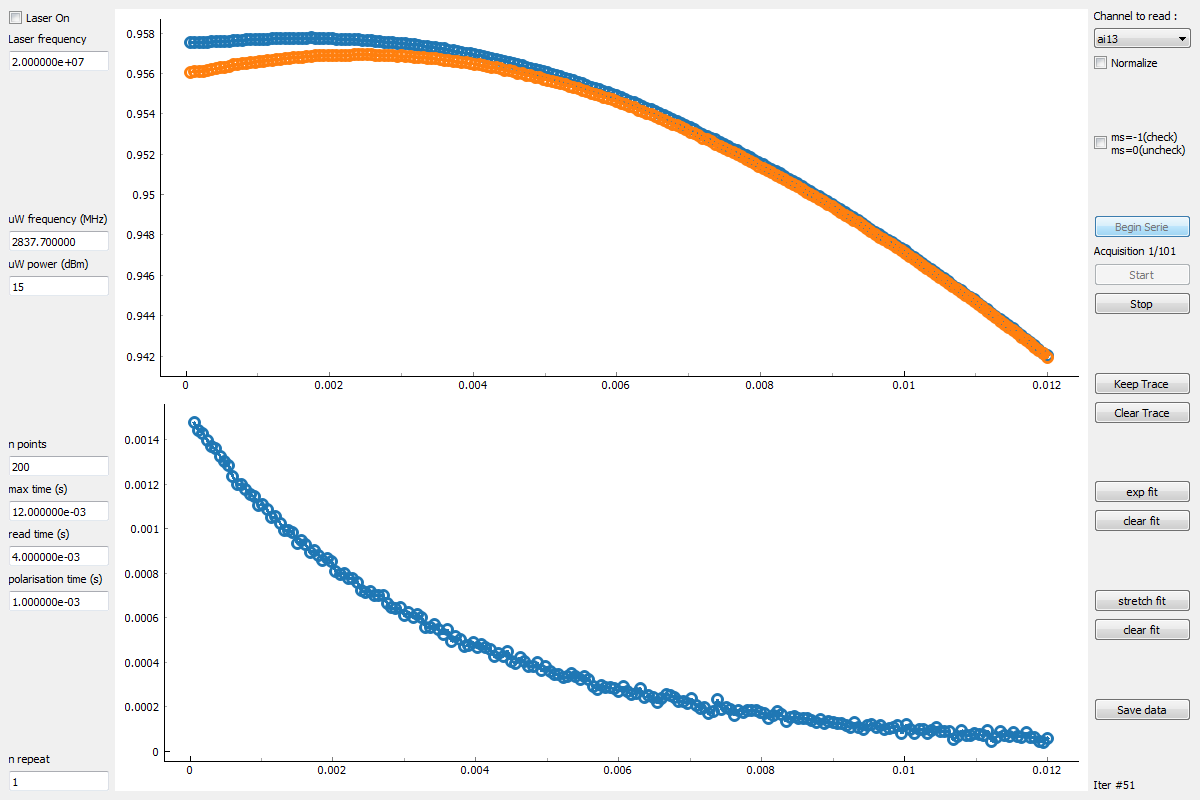 Laser On
Laser frequency
2.000000e+07
uW frequency (MHz)
2837.700000
uW power (dBm)
15
n points
200
max time (s)
12.000000e-03
read time (s)
4.000000e-03
polarisation time (s)
1.000000e-03
n repeat
1
0.958
0.956
0.954
0.952
0.95
0.948
0.946
0.944
0.942
0 0.002 0.004 0.006 0.008 0.01 0.012
0.0014
0.0012
0.001
0.0008
0.0006
0.0004
0.0002
0
0 0.002 0.004 0.006 0.008 0.01 0.012
Channel to read :
ai13
Normalize
ms=-1(check)
ms=0(uncheck)
Begin Serie
Acquisition 1/101
Start
Stop
Keep Trace
Clear Trace
exp fit
clear fit
stretch fit
clear fit
Save data
Iter #51